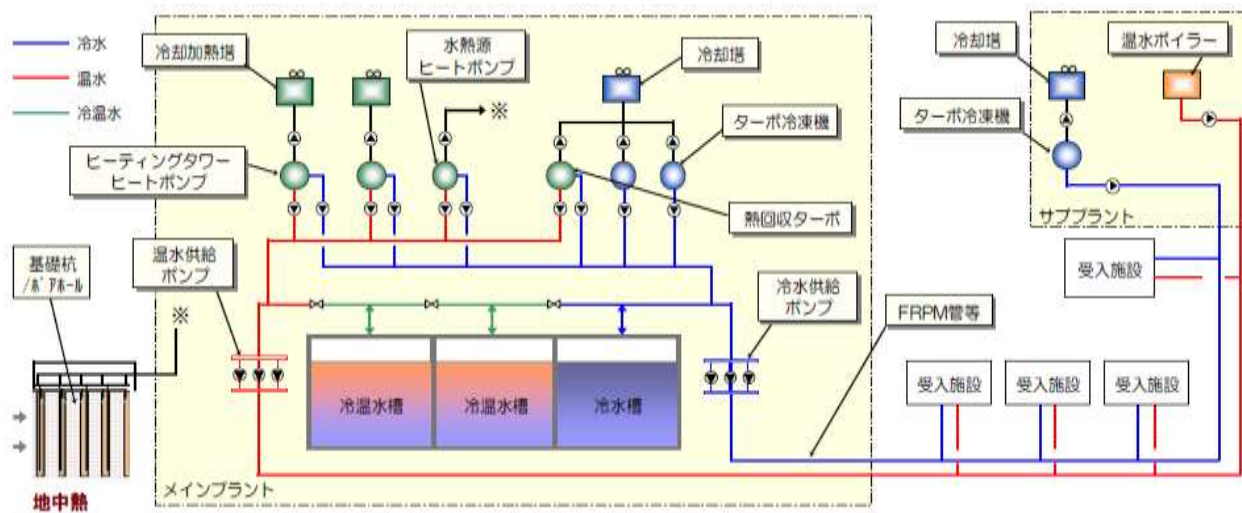 冷水
温水
冷温水
冷却加熱塔
水熱源
ヒートポンプ
※
冷却塔
ターボ冷凍機
ヒーティングタワー
ヒートポンプ
熱回収ターボ
温水供給
ポンプ
基礎杭
/ボアホール
※
地中熱
冷温水槽
冷温水槽
冷水槽
冷水供給
ポンプ
メインプラント
冷却塔
温水ボイラー
ターボ冷凍機
サブプラント
受入施設
FRPM管等
受入施設
受入施設
受入施設